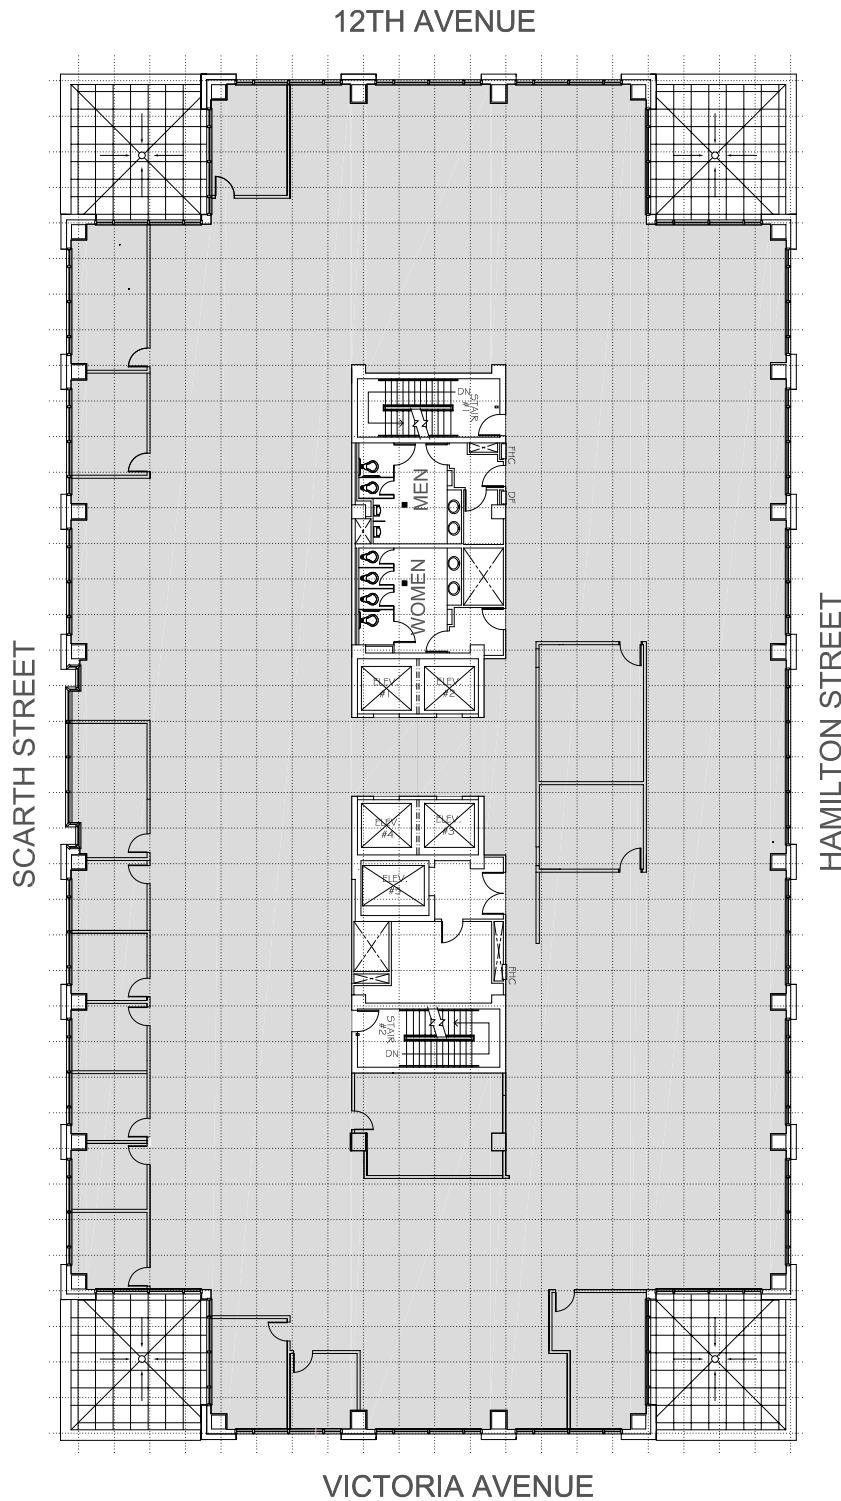 12TH AVENUE
DN
STAIR
#1
FHC
MEN
DF
WOMEN
SCARTH STREET
HAMILTON STREET
ELEV.
#1
ELEV.
#2
ELEV.
#4
ELEV.
#3
ELEV.
#5
FHC
STAIR
#2
DN
VICTORIA AVENUE